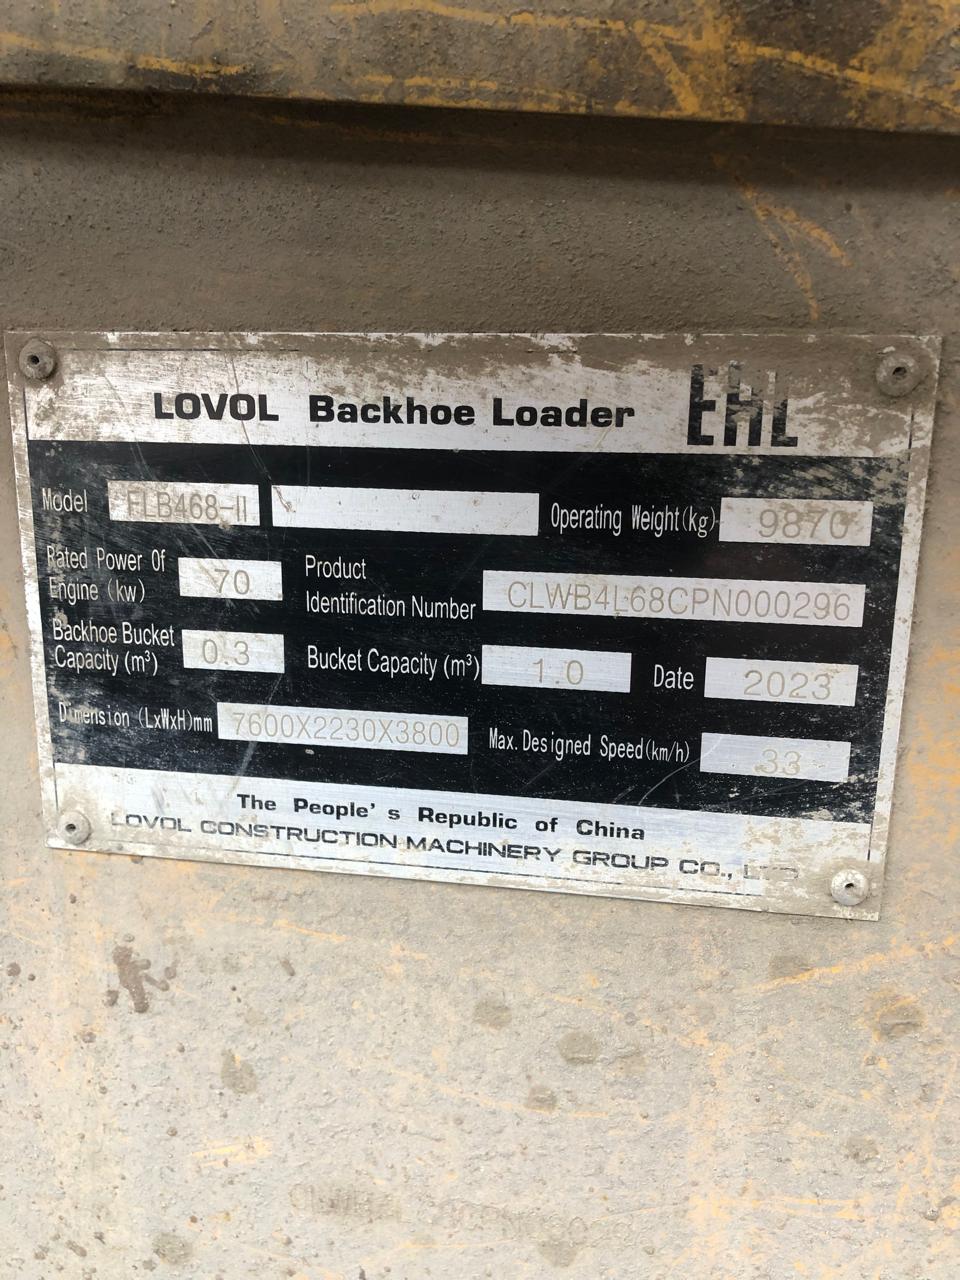 LOVOL Backhoe Loader EAC
Model FLB468-II Operating Weight(kg) 9870
Rated Power Of
Engine (kw) 70 Product
Identification Number CLWB4L68CPN000296
Backhoe Bucket
Capacity (m³) 0.3 Bucket Capacity (m³) 1.0 Date 2023
Dimension (LxWxH)mm 7600X2230X3800 Max.Designed Speed(km/h) 33
The People's Republic of China
LOVOL CONSTRUCTION MACHINERY GROUP CO., LTD